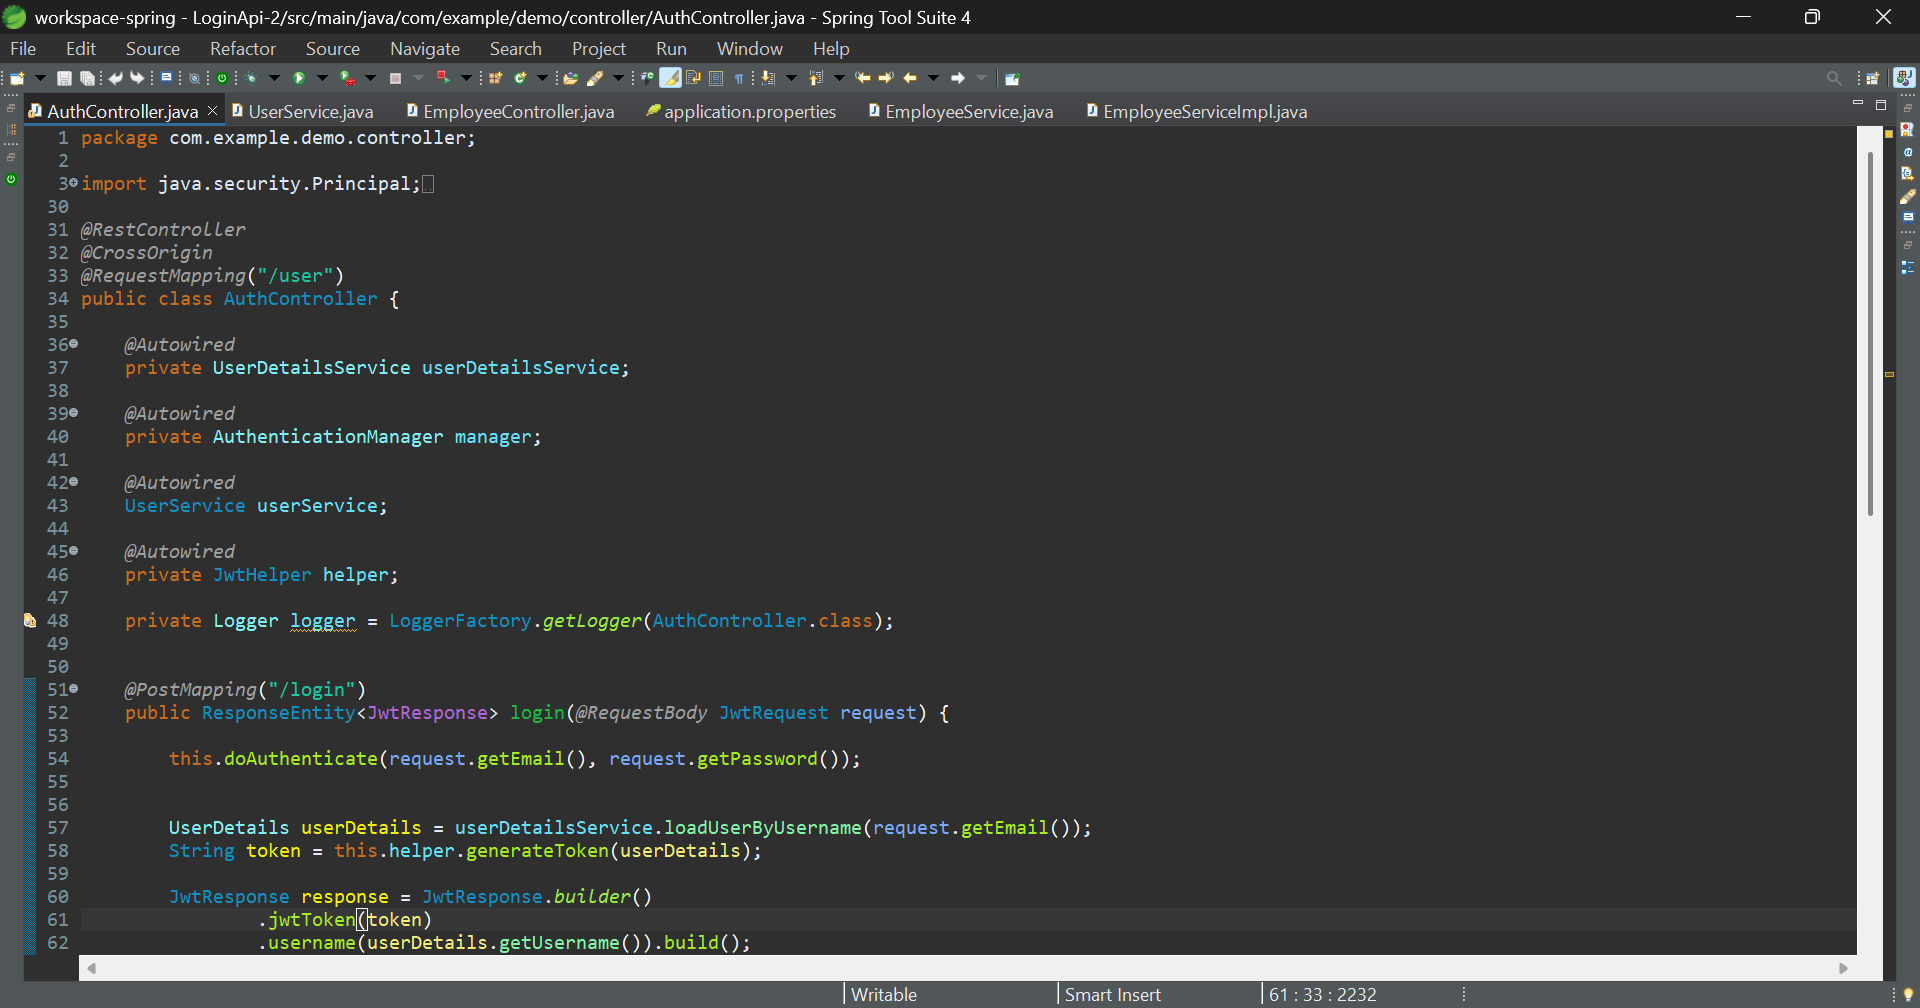 workspace-spring - LoginApi-2/src/main/java/com/example/demo/controller/AuthController.java - Spring Tool Suite 4
File Edit Source Refactor Source Navigate Search Project Run Window Help
AuthController.java UserService.java EmployeeController.java application.properties EmployeeService.java EmployeeServiceImpl.java
1 package com.example.demo.controller;
2
3 import java.security.Principal;
30
31 @RestController
32 @CrossOrigin
33 @RequestMapping("/user")
34 public class AuthController {
35
36 @Autowired
37 private UserDetailsService userDetailsService;
38
39 @Autowired
40 private AuthenticationManager manager;
41
42 @Autowired
43 UserService userService;
44
45 @Autowired
46 private JwtHelper helper;
47
48 private Logger logger = LoggerFactory.getLogger(AuthController.class);
49
50
51 @PostMapping("/login")
52 public ResponseEntity<JwtResponse> login(@RequestBody JwtRequest request) {
53
54 this.doAuthenticate(request.getEmail(), request.getPassword());
55
56
57 UserDetails userDetails = userDetailsService.loadUserByUsername(request.getEmail());
58 String token = this.helper.generateToken(userDetails);
59
60 JwtResponse response = JwtResponse.builder()
61 .jwtToken(token)
62 .username(userDetails.getUsername()).build();
Writable Smart Insert 61 : 33 : 2232